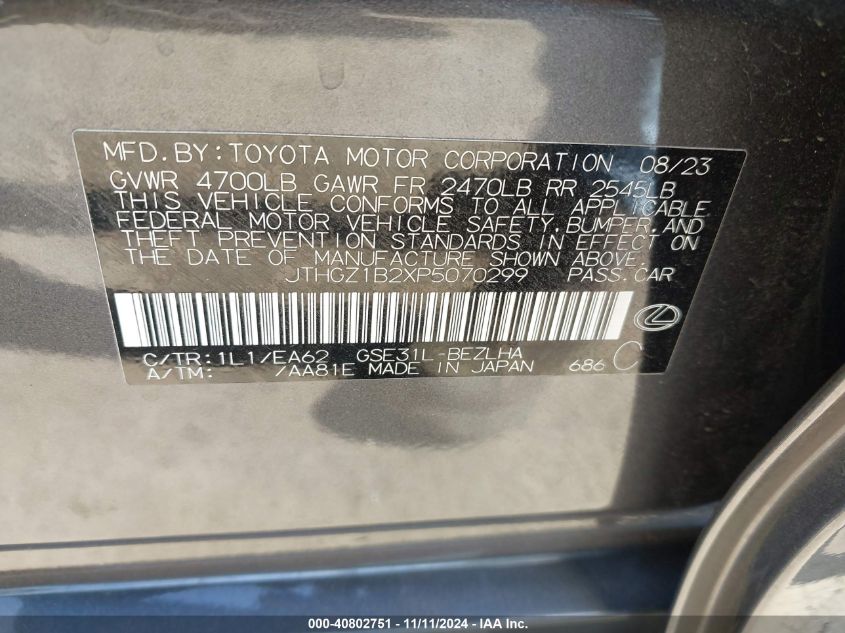 MFD. BY: TOYOTA MOTOR CORPORATION 08/23
GVWR 4700LB GAWR FR 2470LB RR 2545LB
THIS VEHICLE CONFORMS TO ALL APPLICABLE
FEDERAL MOTOR VEHICLE SAFETY, BUMPER, AND
THEFT PREVENTION STANDARDS IN EFFECT ON
THE DATE OF MANUFACTURE SHOWN ABOVE.
JTHGZ1B2XP5070299 PASS. CAR
C/TR: 1L1/EA62 GSE31L-BEZLHA
A/TM: /AA81E MADE IN JAPAN 686 C
000-40802751 - 11/11/2024 - IAA Inc.